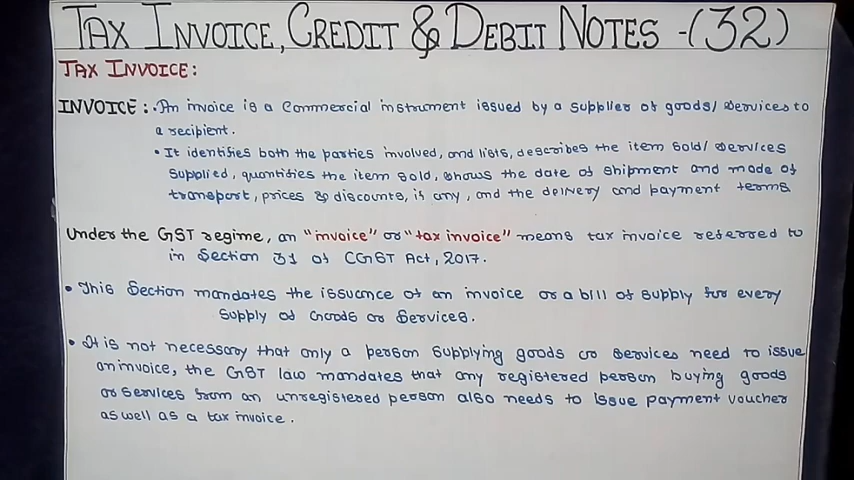 TAX INVOICE, CREDIT & DEBIT NOTES -(32)
TAX INVOICE:
INVOICE: • An invoice is a commercial instrument issued by a supplier of goods/services to
a recipient.
• It identifies both the parties involved, and lists, describes the item sold/services
supplied, quantifies the item sold, shows the date of shipment and mode of
transport, prices & discounts, if any, and the delivery and payment terms
Under the GST regime, an "invoice" or "tax invoice" means tax invoice referred to
in Section 31 of CGST Act, 2017.
• This Section mandates the issuance of an invoice or a bill of supply for every
supply of Goods or Services.
• It is not necessary that only a person supplying goods or services need to issue
an invoice, the GST law mandates that any registered person buying goods
or services from an unregistered person also needs to issue payment voucher
as well as a tax invoice.